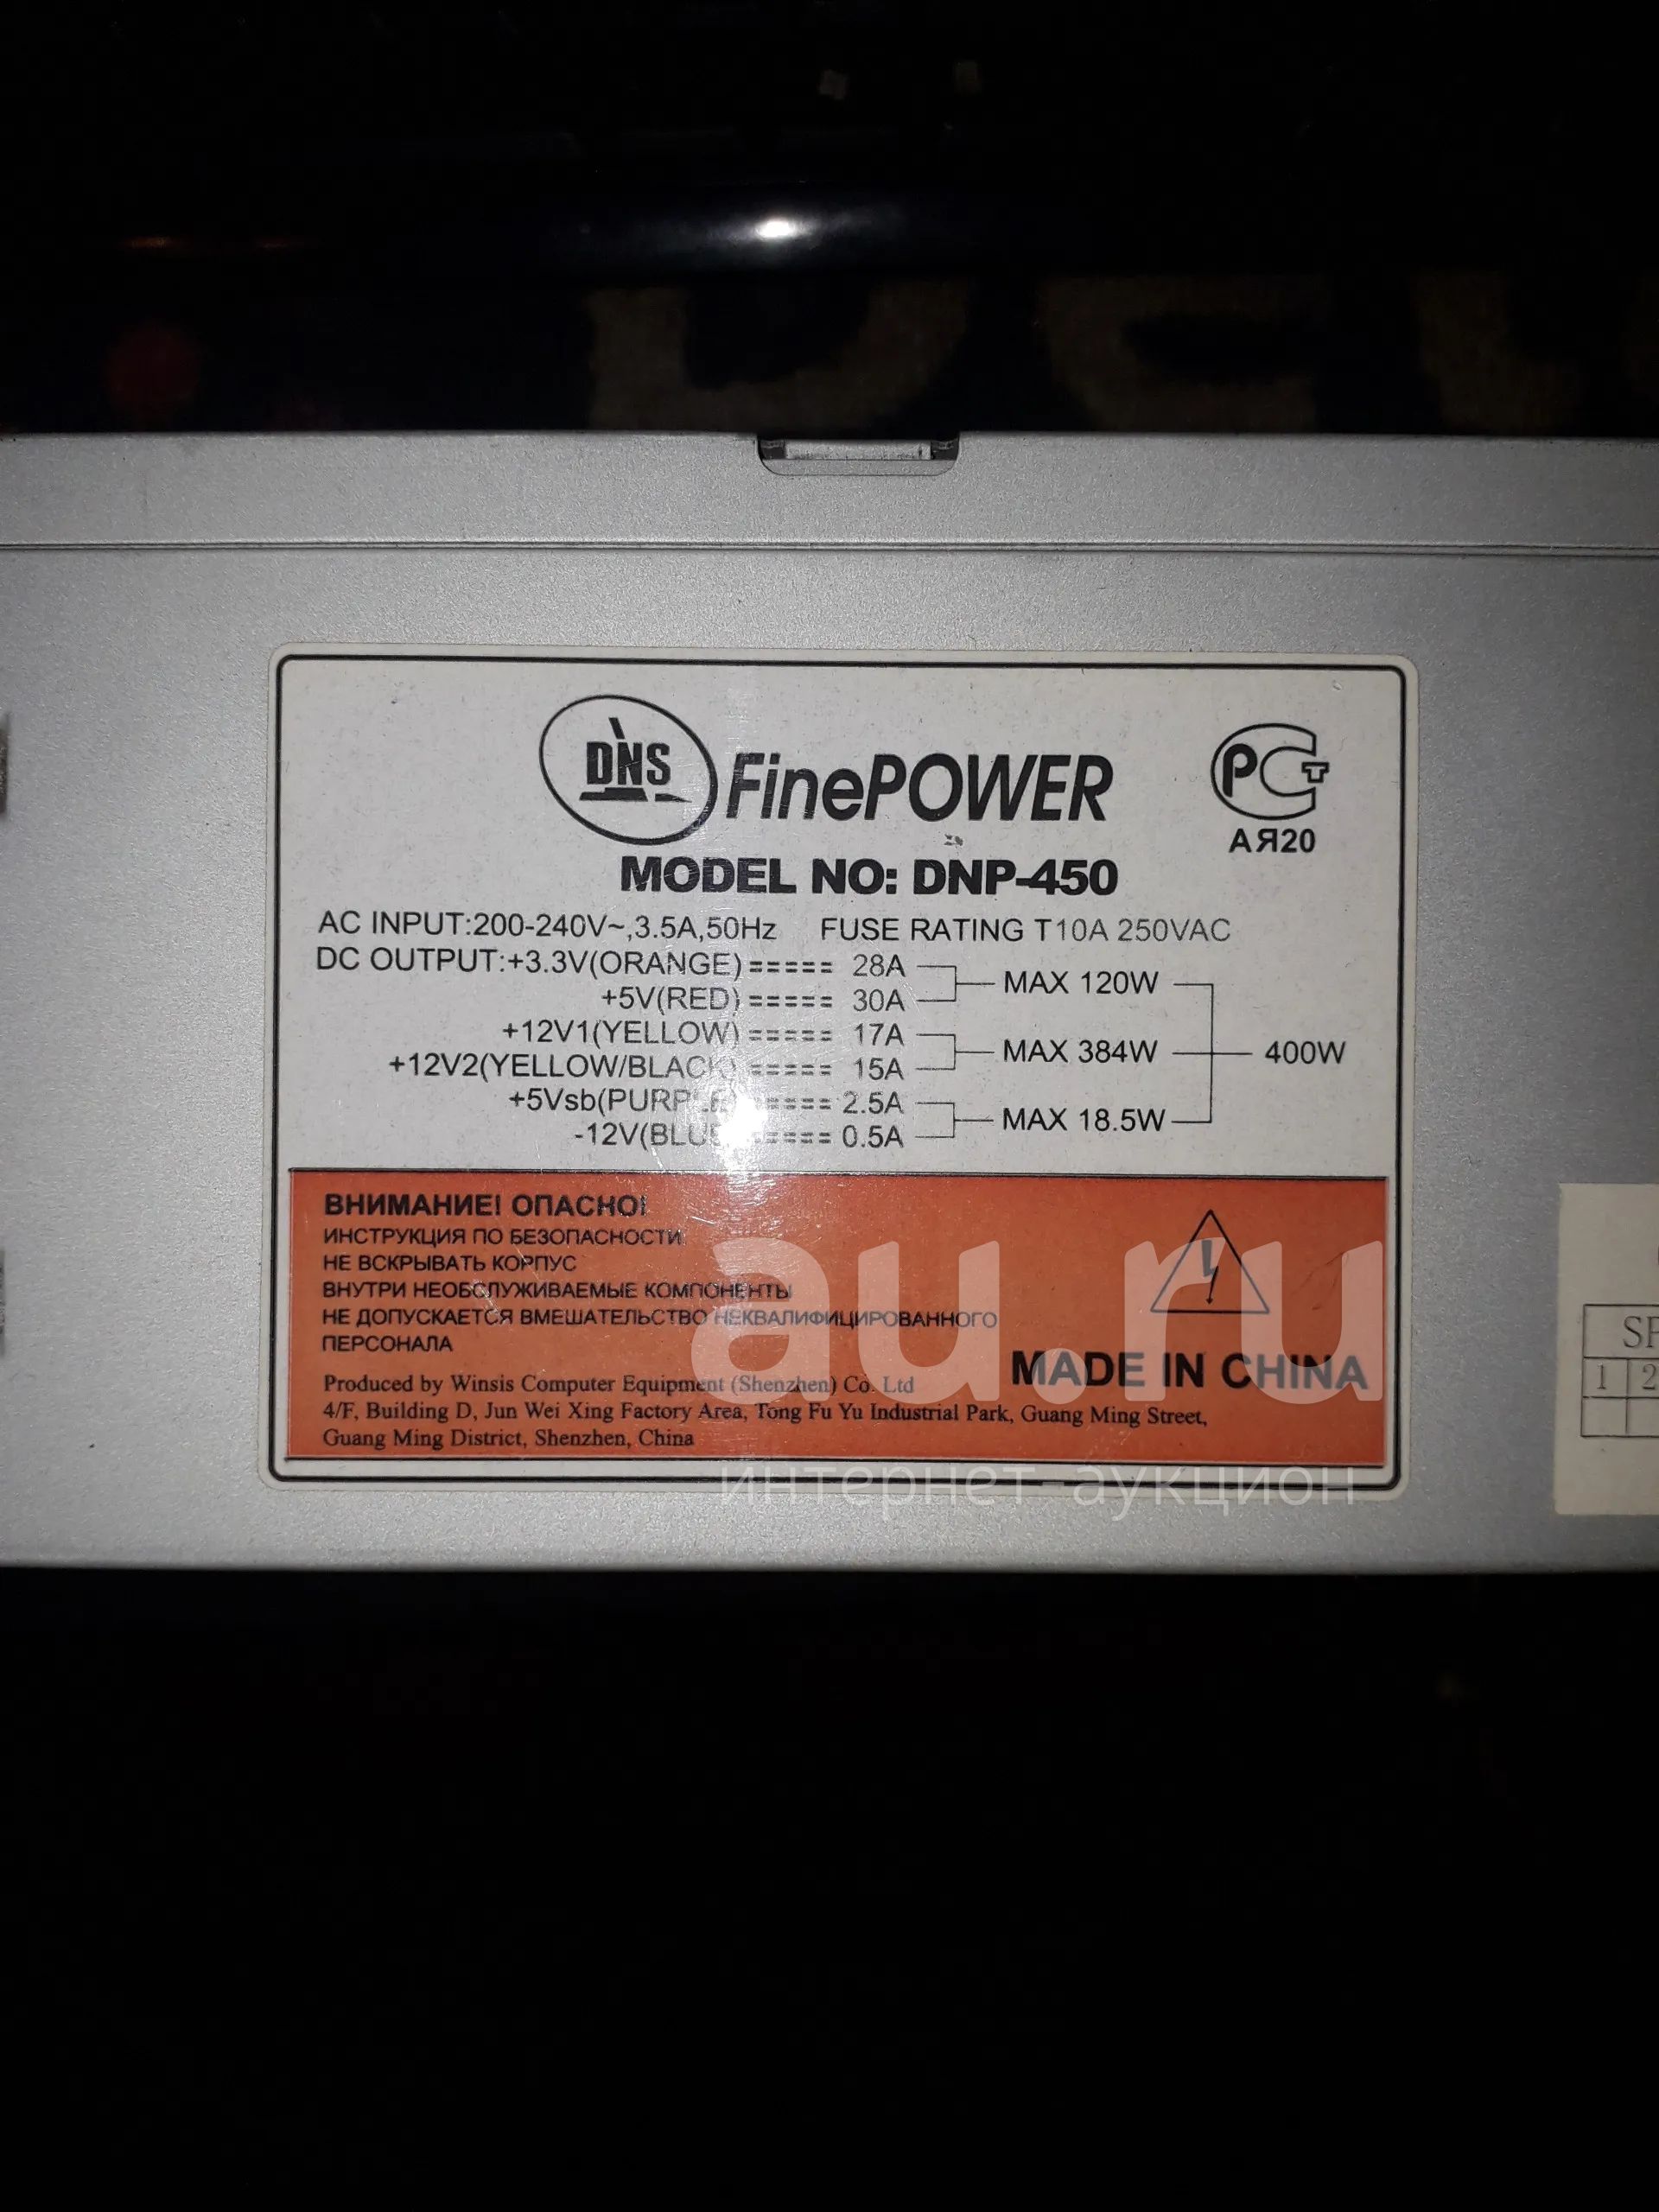 DNS FinePOWER
PCT
АЯ20
MODEL NO: DNP-450
AC INPUT:200-240V~,3.5A,50Hz FUSE RATING T10A 250VAC
DC OUTPUT:+3.3V(ORANGE) ===== 28A
MAX 120W
+5V(RED) ===== 30A
+12V1(YELLOW) ===== 17A
MAX 384W 400W
+12V2(YELLOW/BLACK) ===== 15A
+5Vsb(PURPLE) ===== 2.5A
MAX 18.5W
-12V(BLUE) ===== 0.5A
ВНИМАНИЕ! ОПАСНО!
ИНСТРУКЦИЯ ПО БЕЗОПАСНОСТИ
НЕ ВСКРЫВАТЬ КОРПУС
ВНУТРИ НЕОБСЛУЖИВАЕМЫЕ КОМПОНЕНТЫ
НЕ ДОПУСКАЕТСЯ ВМЕШАТЕЛЬСТВО НЕКВАЛИФИЦИРОВАННОГО
ПЕРСОНАЛА
MADE IN CHINA
Produced by Winsis Computer Equipment (Shenzhen) Co. Ltd
4/F, Building D, Jun Wei Xing Factory Area, Tong Fu Yu Industrial Park, Guang Ming Street,
Guang Ming District, Shenzhen, China
au.ru
интернет аукцион
1 2